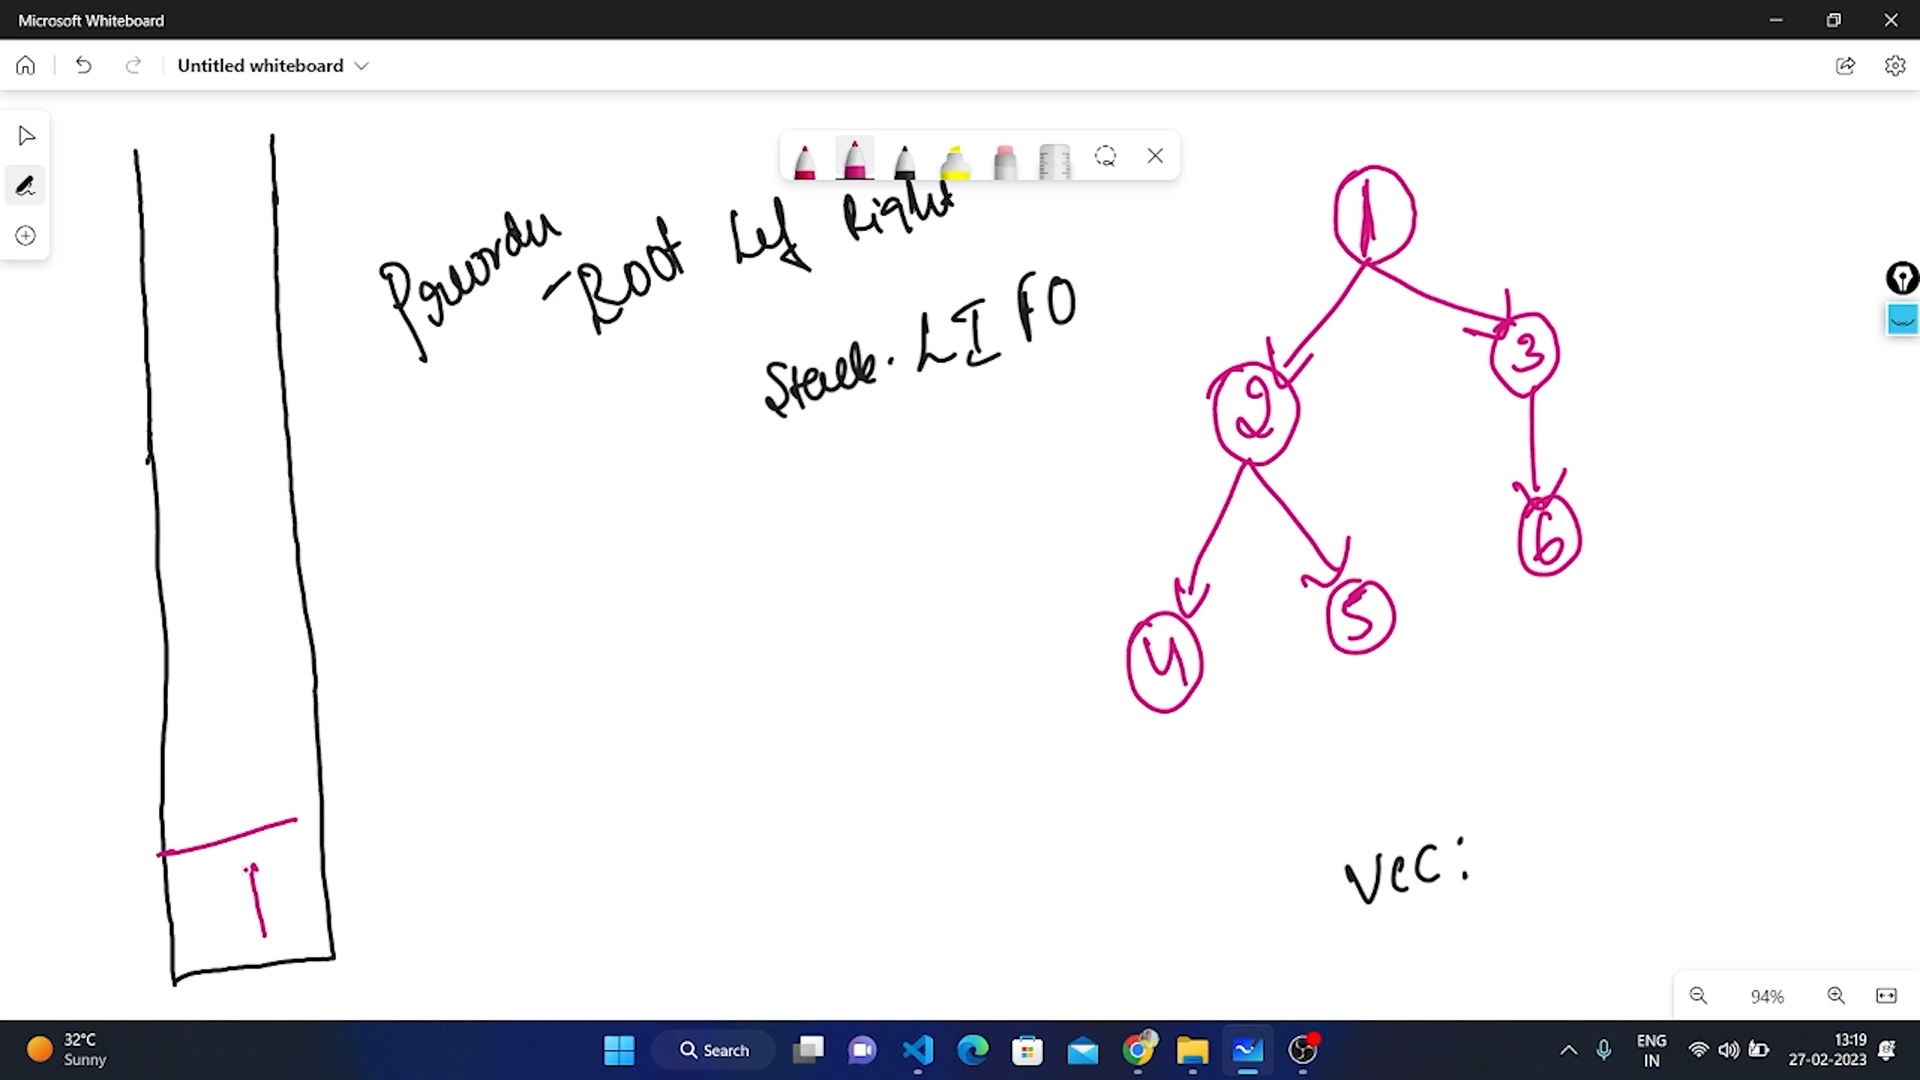 Microsoft Whiteboard
Untitled whiteboard
Preorder
- Root Lef Right
Stack. LIFO
1
2
3
4
5
6
1
Vec:
94%
32°C
Sunny
Search
ENG
IN
13:19
27-02-2023